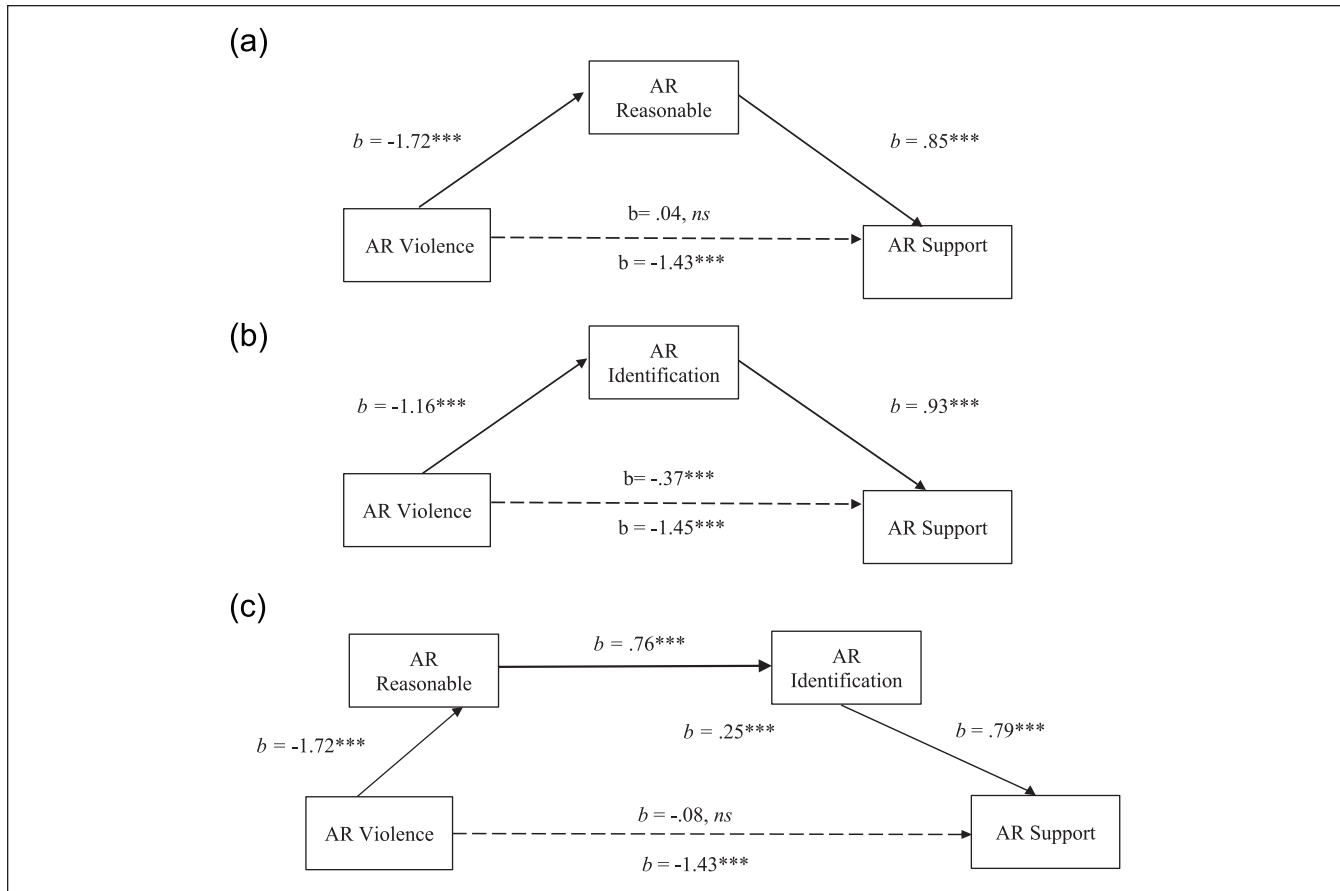 (a)
AR
Reasonable
b = -1.72***
b = .85***
b= .04, ns
AR Violence
AR Support
b = -1.43***
(b)
AR
Identification
b = -1.16***
b = .93***
b= -.37***
AR Violence
AR Support
b = -1.45***
(c)
b = .76***
AR
Reasonable
AR
Identification
b = -1.72***
b = .25***
b = .79***
b = -.08, ns
AR Violence
AR Support
b = -1.43***